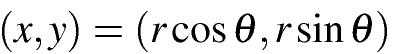 (x, y) = (r cos θ, r sin θ)